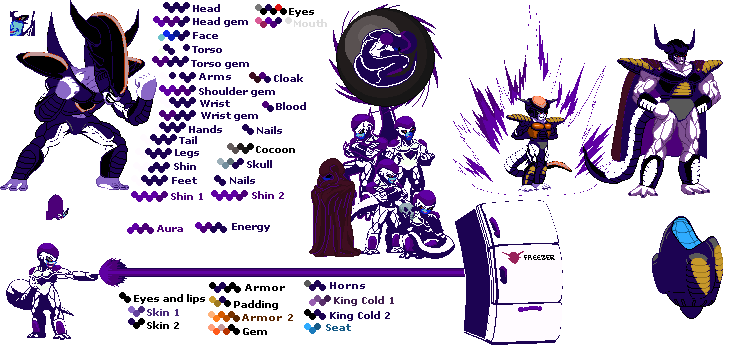 Head
Head gem
Face
Torso
Torso gem
Arms
Shoulder gem
Wrist
Wrist gem
Hands
Tail
Legs
Shin
Feet
Shin 1
Shin 2
Nails
Nails
Eyes
Mouth
Cloak
Blood
Cocoon
Skull
Aura
Energy
FREEZER
Eyes and lips
Skin 1
Skin 2
Armor
Padding
Armor 2
Gem
Horns
King Cold 1
King Cold 2
Seat